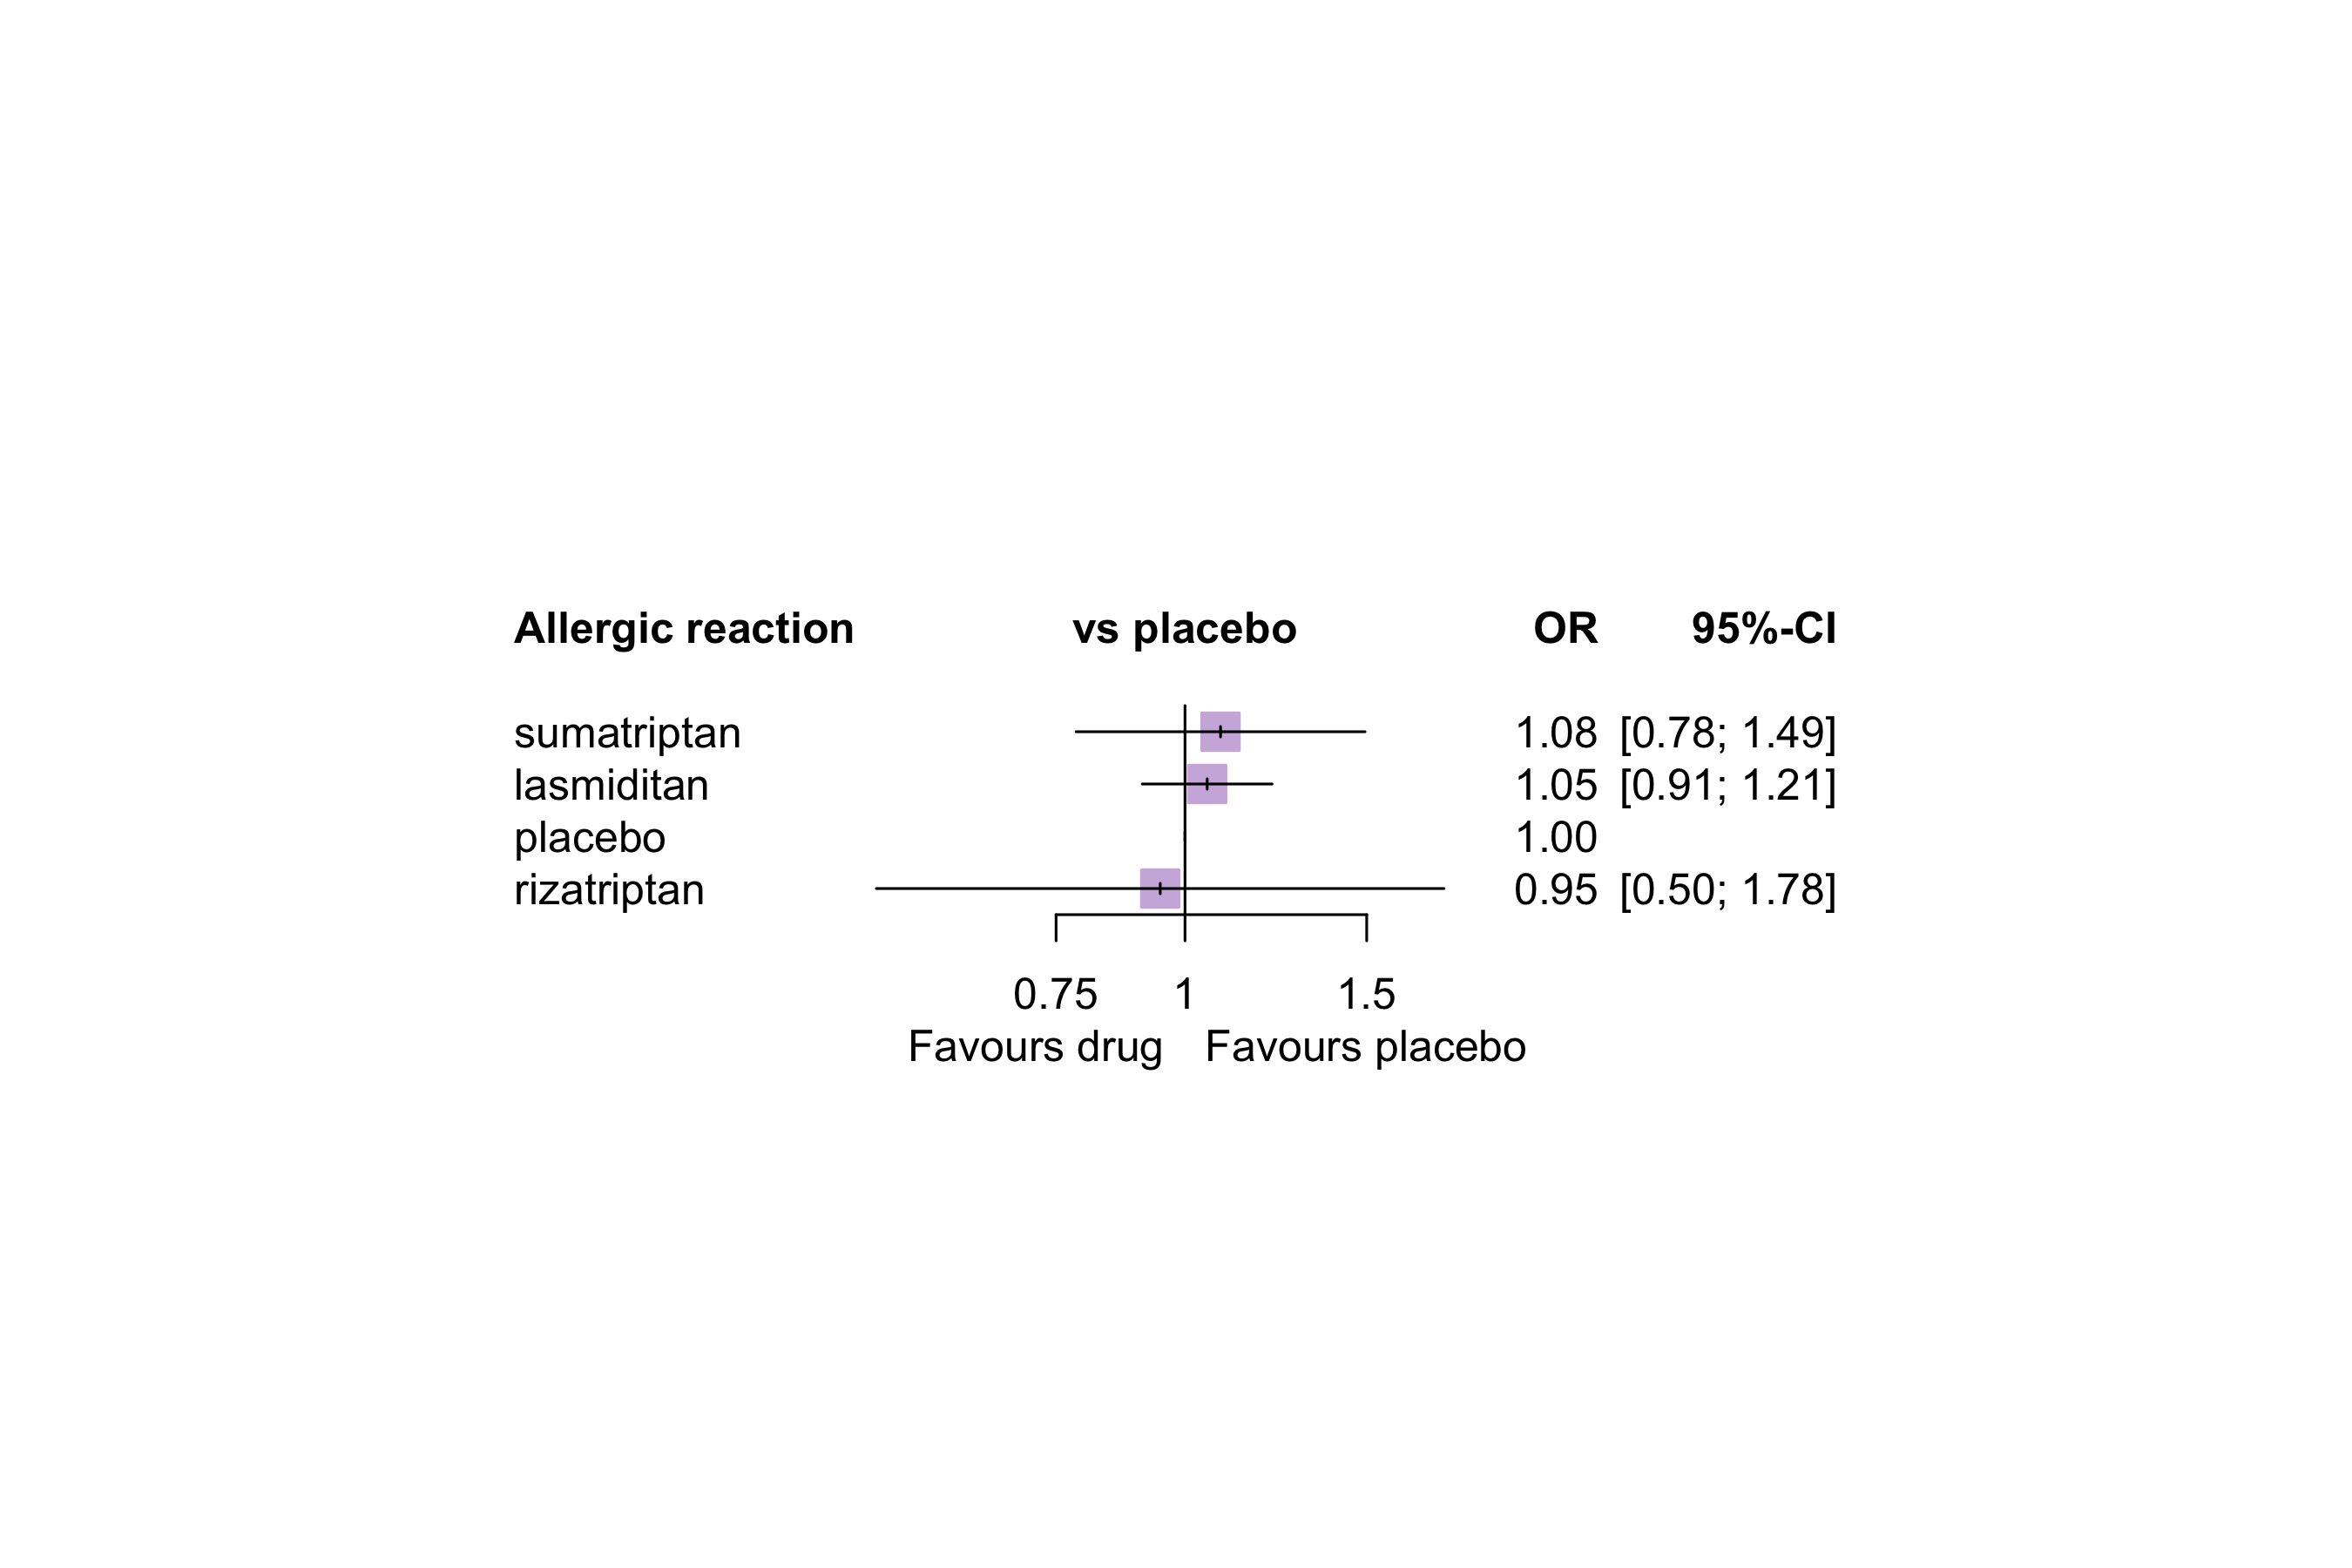 Allergic reaction vs placebo OR 95%-CI
sumatriptan 1.08 [0.78; 1.49]
lasmiditan 1.05 [0.91; 1.21]
placebo 1.00
rizatriptan 0.95 [0.50; 1.78]
0.75 1 1.5
Favours drug Favours placebo